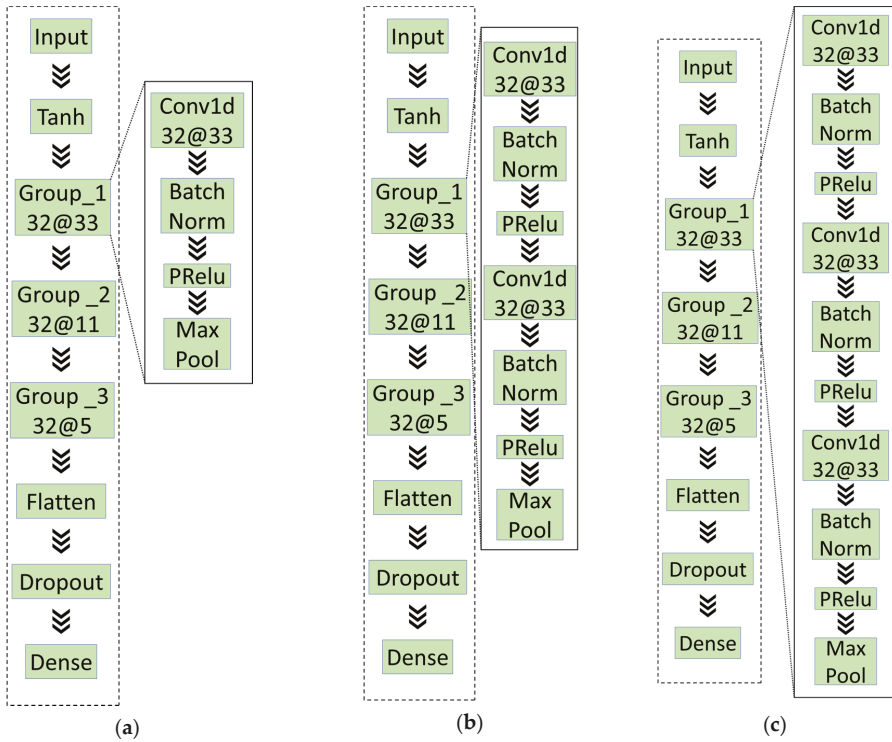 Input
Tanh
Group_1
32@33
Group _2
32@11
Group _3
32@5
Flatten
Dropout
Dense
Conv1d
32@33
Batch
Norm
PRelu
Max
Pool
(a)
Input
Tanh
Group_1
32@33
Group _2
32@11
Group _3
32@5
Flatten
Dropout
Dense
Conv1d
32@33
Batch
Norm
PRelu
Conv1d
32@33
Batch
Norm
PRelu
Max
Pool
(b)
Input
Tanh
Group_1
32@33
Group _2
32@11
Group _3
32@5
Flatten
Dropout
Dense
Conv1d
32@33
Batch
Norm
PRelu
Conv1d
32@33
Batch
Norm
PRelu
Conv1d
32@33
Batch
Norm
PRelu
Max
Pool
(c)